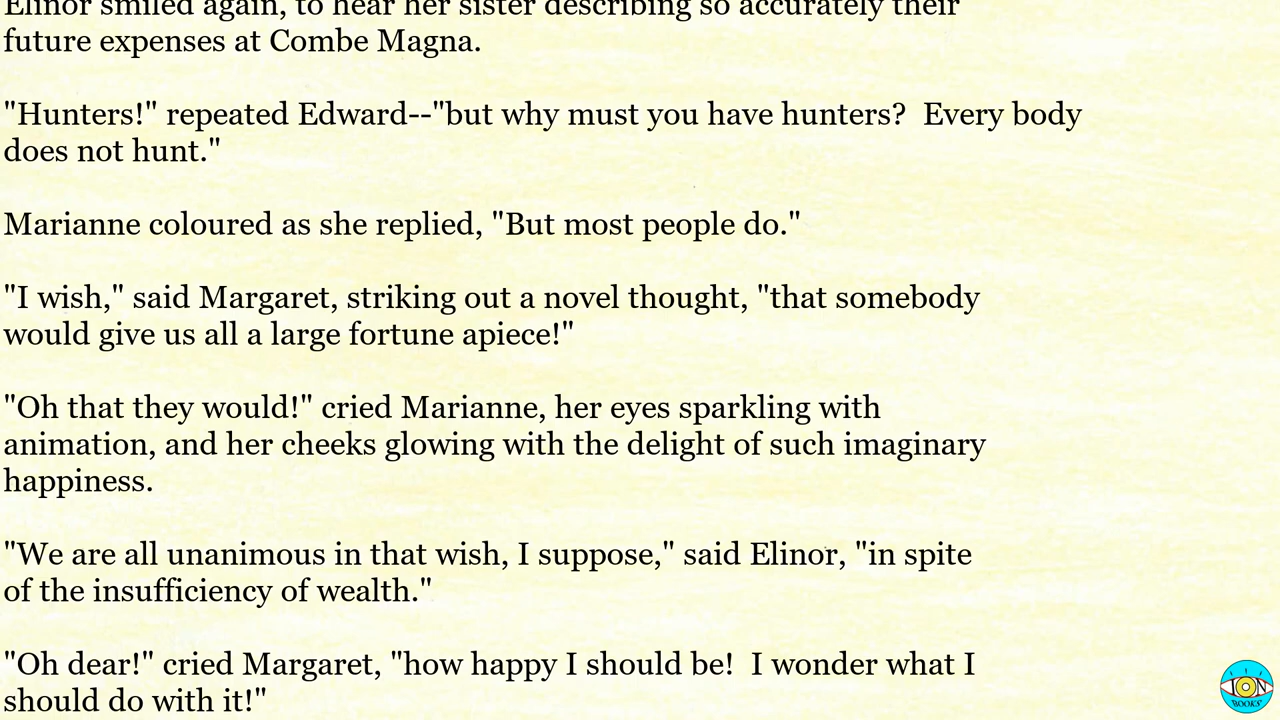 Elinor smiled again, to hear her sister describing so accurately their
future expenses at Combe Magna.
"Hunters!" repeated Edward--"but why must you have hunters?  Every body
does not hunt."
Marianne coloured as she replied, "But most people do."
"I wish," said Margaret, striking out a novel thought, "that somebody
would give us all a large fortune apiece!"
"Oh that they would!" cried Marianne, her eyes sparkling with
animation, and her cheeks glowing with the delight of such imaginary
happiness.
"We are all unanimous in that wish, I suppose," said Elinor, "in spite
of the insufficiency of wealth."
"Oh dear!" cried Margaret, "how happy I should be!  I wonder what I
should do with it!"
ION
BOOKS